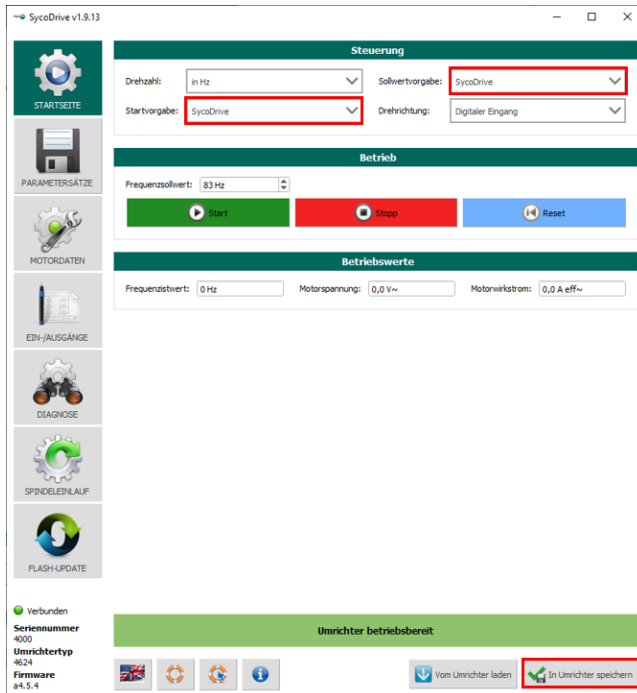 SycoDrive v1.9.13
STARTSEITE
PARAMETERSÄTZE
MOTORDATEN
EIN-/AUSGÄNGE
DIAGNOSE
SPINDELEINLAUF
FLASH-UPDATE
Verbunden
Seriennummer
4000
Umrichtertyp
4624
Firmware
a4.5.4
Steuerung
Drehzahl: in Hz Sollwertvorgabe: SycoDrive
Startvorgabe: SycoDrive Drehrichtung: Digitaler Eingang
Betrieb
Frequenzsollwert: 83 Hz
Start Stopp Reset
Betriebswerte
Frequenzistwert: 0 Hz Motorspannung: 0,0 V~ Motorwirkstrom: 0,0 A eff~
Umrichter betriebsbereit
Vom Umrichter laden In Umrichter speichern